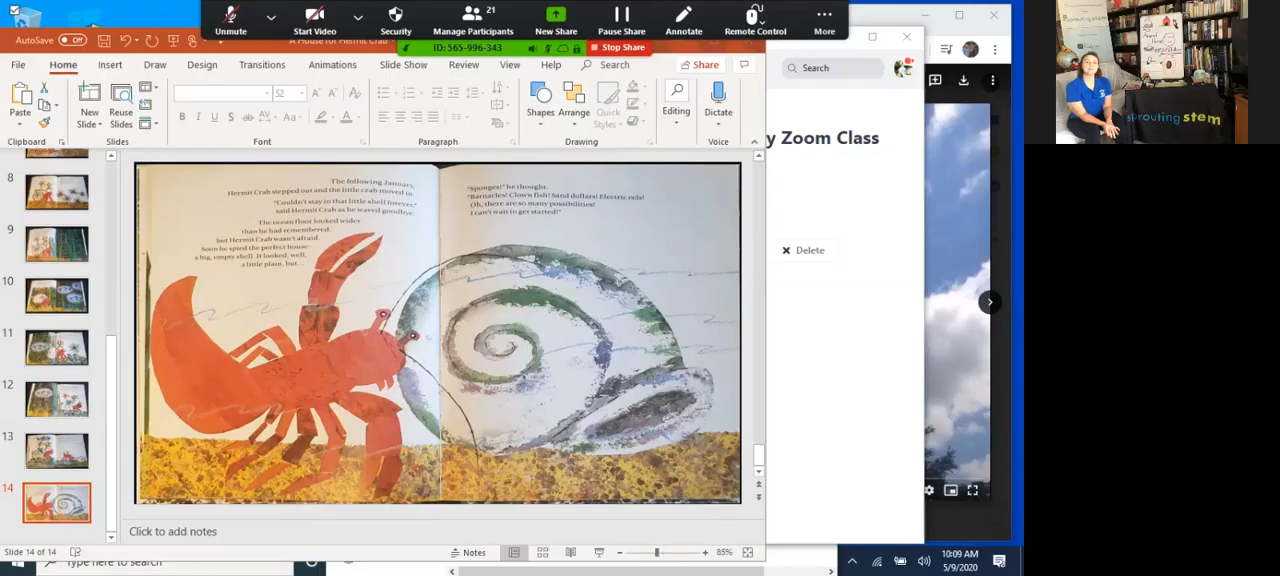 21
Unmute
Start Video
Security
Manage Participants
New Share
Pause Share
Annotate
Remote Control
More
ID: 565-996-343
Stop Share
AutoSave
Off
File
Home
Insert
Draw
Design
Transitions
Animations
Slide Show
Review
View
Help
Search
Share
Paste
New
Slide
Reuse
Slides
52
Shapes
Arrange
Quick
Styles
Editing
Dictate
Clipboard
Slides
Font
Paragraph
Drawing
Voice
8
9
10
11
12
13
14
The following January,
Hermit Crab stepped out and the little crab moved in.
"Couldn't stay in that little shell forever,"
said Hermit Crab as he waved goodbye.
The ocean floor looked wider
than he had remembered,
but Hermit Crab wasn't afraid.
Soon he spied the perfect house—
a big, empty shell. It looked, well,
a little plain, but...
"Sponges!" he thought.
"Barnacles! Clown fish! Sand dollars! Electric eels!
Oh, there are so many possibilities!
I can't wait to get started!"
Click to add notes
Slide 14 of 14
Notes
85%
Type here to search
Search
y Zoom Class
Delete
10:09 AM
5/9/2020
sprouting stem
sprouting stem